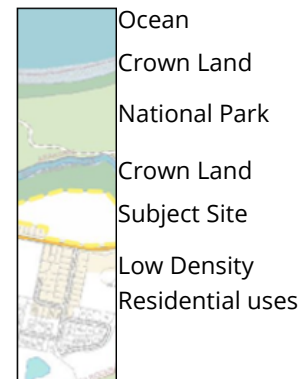 Ocean
Crown Land
National Park
Crown Land
Subject Site
Low Density
Residential uses